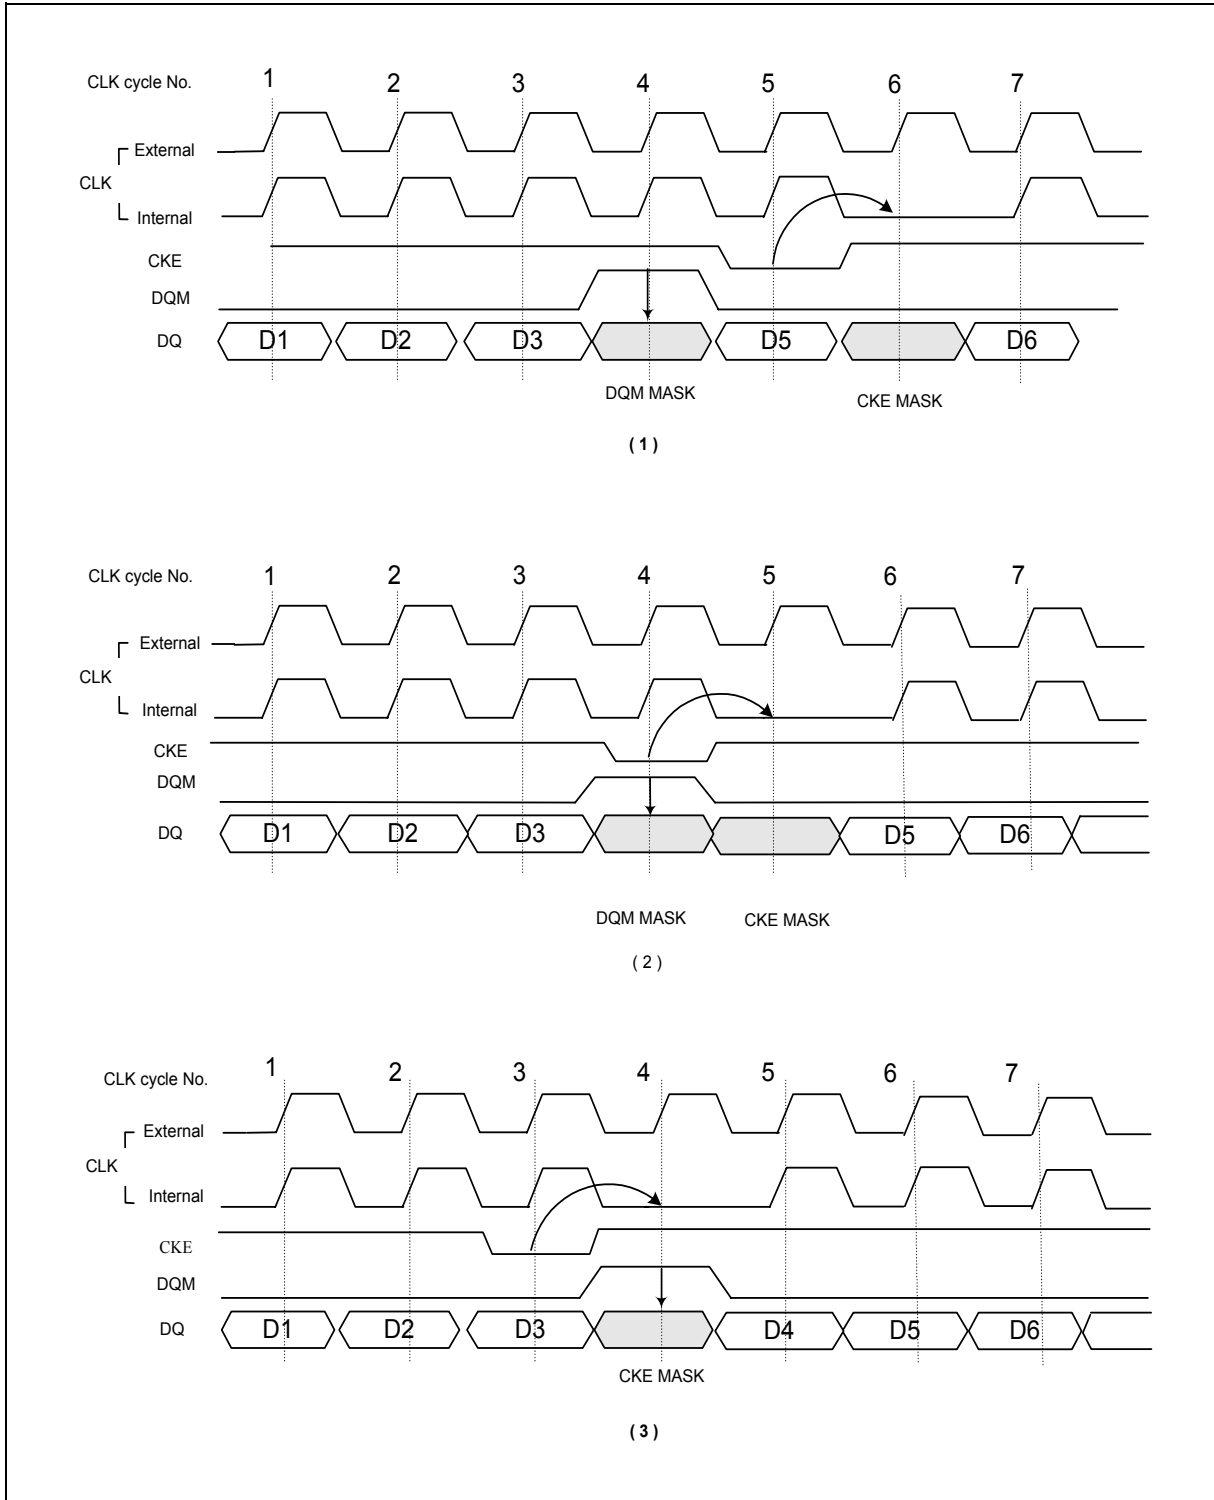 CLK cycle No. 1 2 3 4 5 6 7
External
CLK
Internal
CKE
DQM
DQ D1 D2 D3 D5 D6
DQM MASK CKE MASK
( 1 )
CLK cycle No. 1 2 3 4 5 6 7
External
CLK
Internal
CKE
DQM
DQ D1 D2 D3 D5 D6
DQM MASK CKE MASK
( 2 )
CLK cycle No. 1 2 3 4 5 6 7
External
CLK
Internal
CKE
DQM
DQ D1 D2 D3 D4 D5 D6
CKE MASK
( 3 )